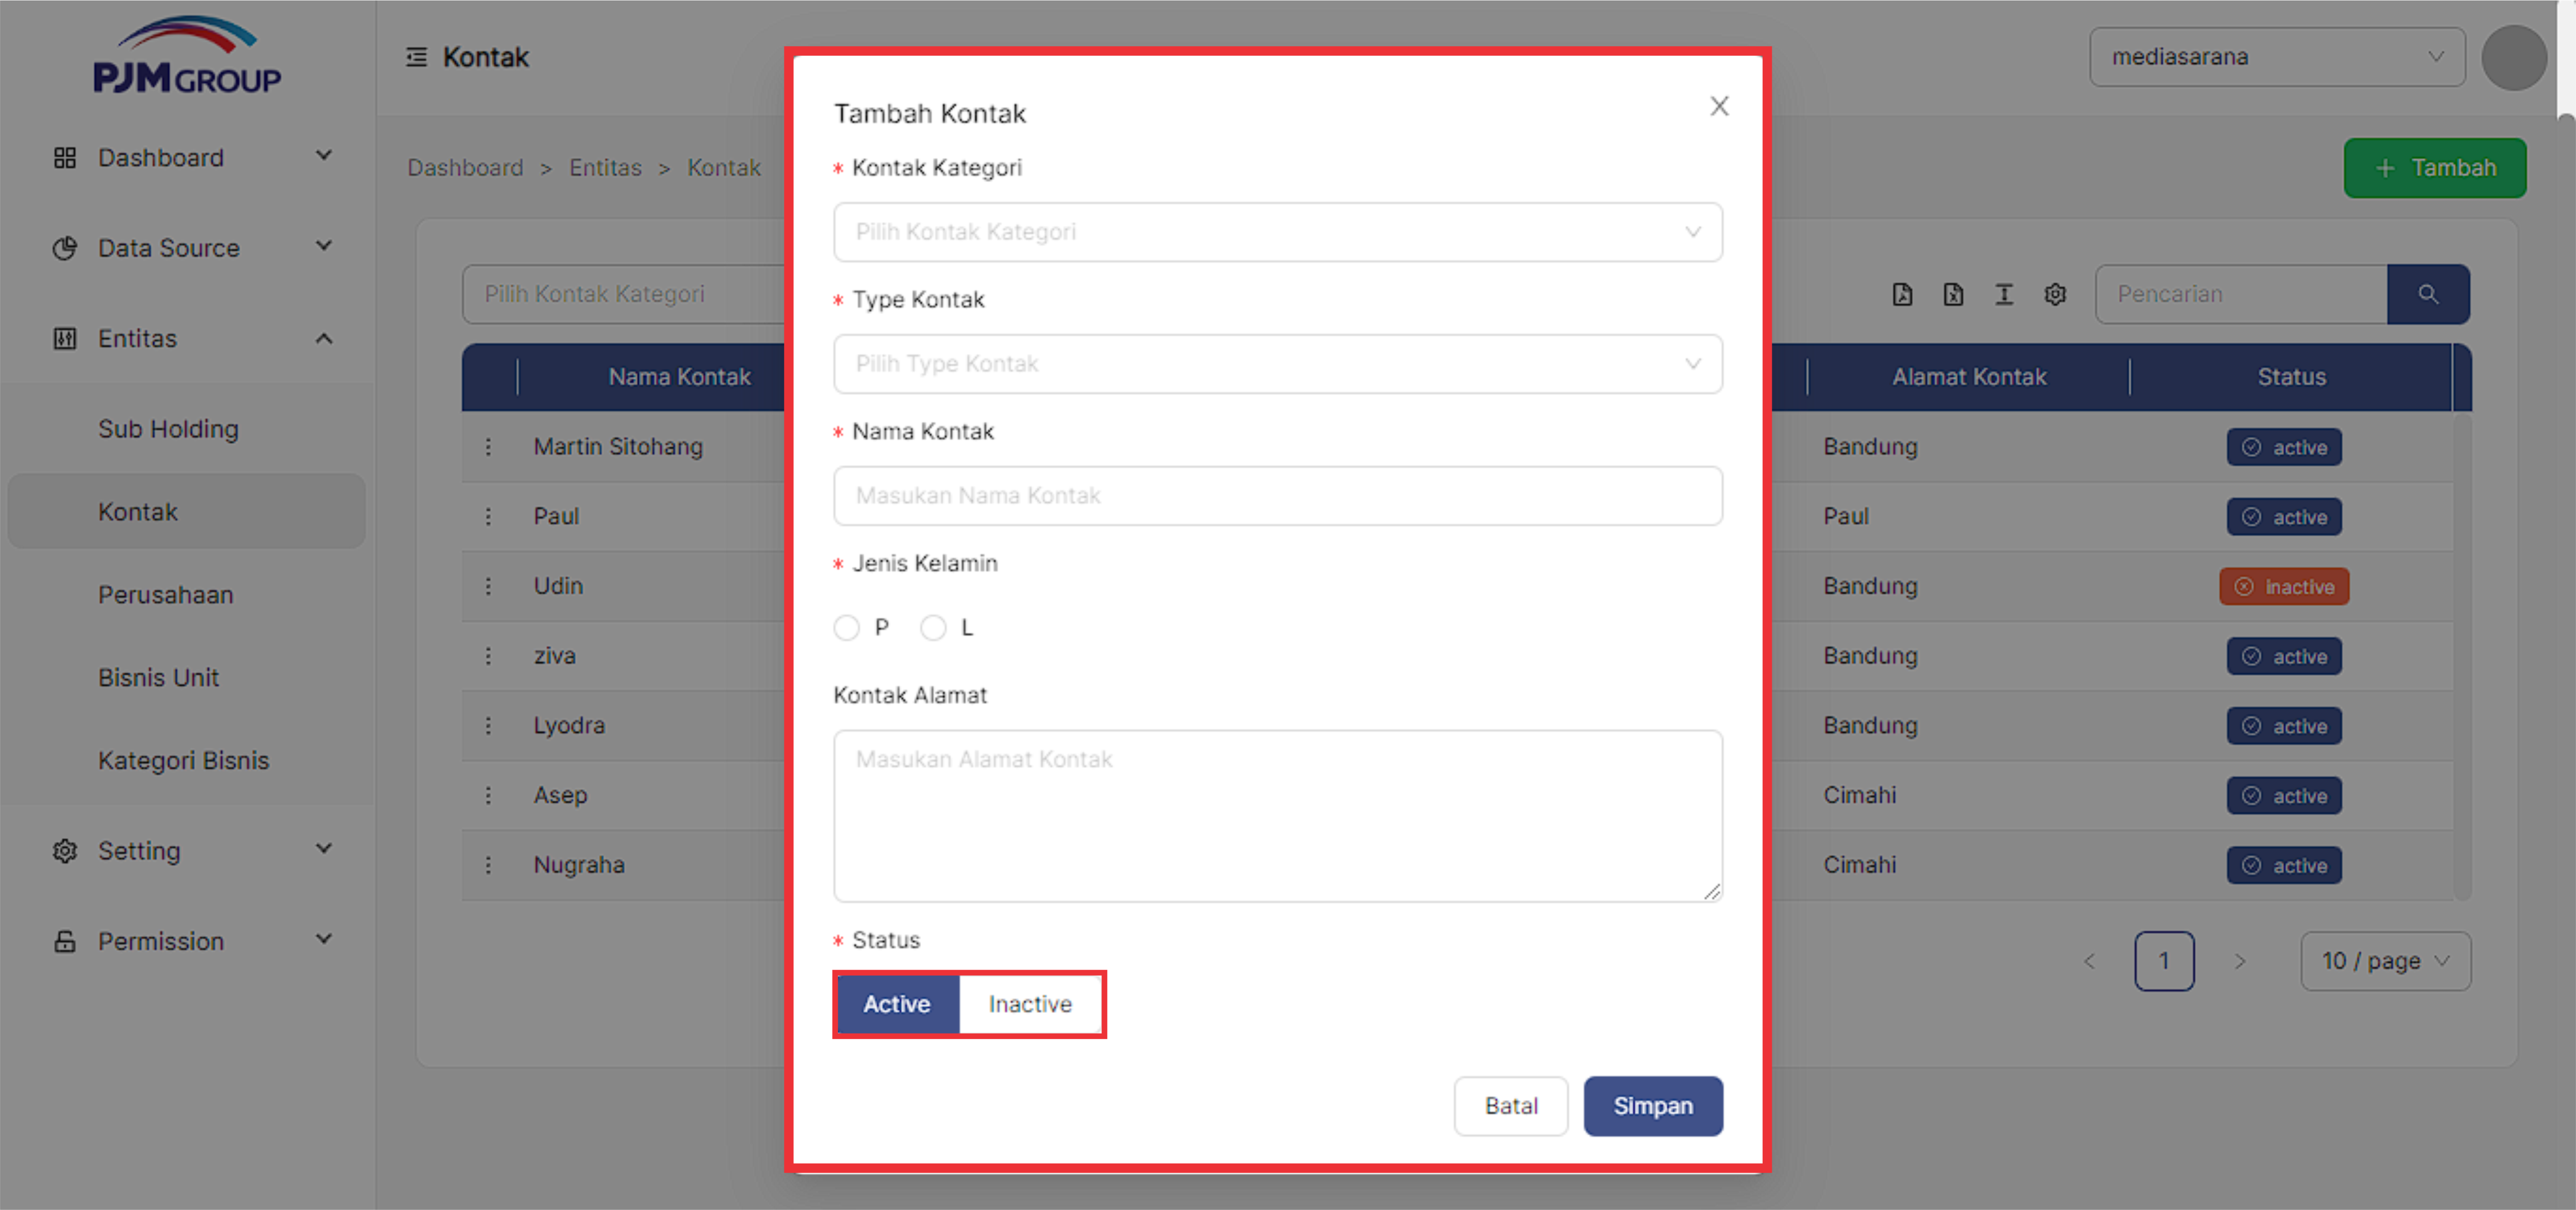 PJM GROUP
Dashboard
Data Source
Entitas
Sub Holding
Kontak
Perusahaan
Bisnis Unit
Kategori Bisnis
Setting
Permission
Kontak
mediasarana
Dashboard > Entitas > Kontak
+ Tambah
Pilih Kontak Kategori
Pencarian
Nama Kontak
Alamat Kontak
Status
Martin Sitohang
Bandung
active
Paul
Paul
active
Udin
Bandung
inactive
ziva
Bandung
active
Lyodra
Bandung
active
Asep
Cimahi
active
Nugraha
Cimahi
active
< 1 >
10 / page
Tambah Kontak
* Kontak Kategori
Pilih Kontak Kategori
* Type Kontak
Pilih Type Kontak
* Nama Kontak
Masukan Nama Kontak
* Jenis Kelamin
P L
Kontak Alamat
Masukan Alamat Kontak
* Status
Active Inactive
Batal Simpan